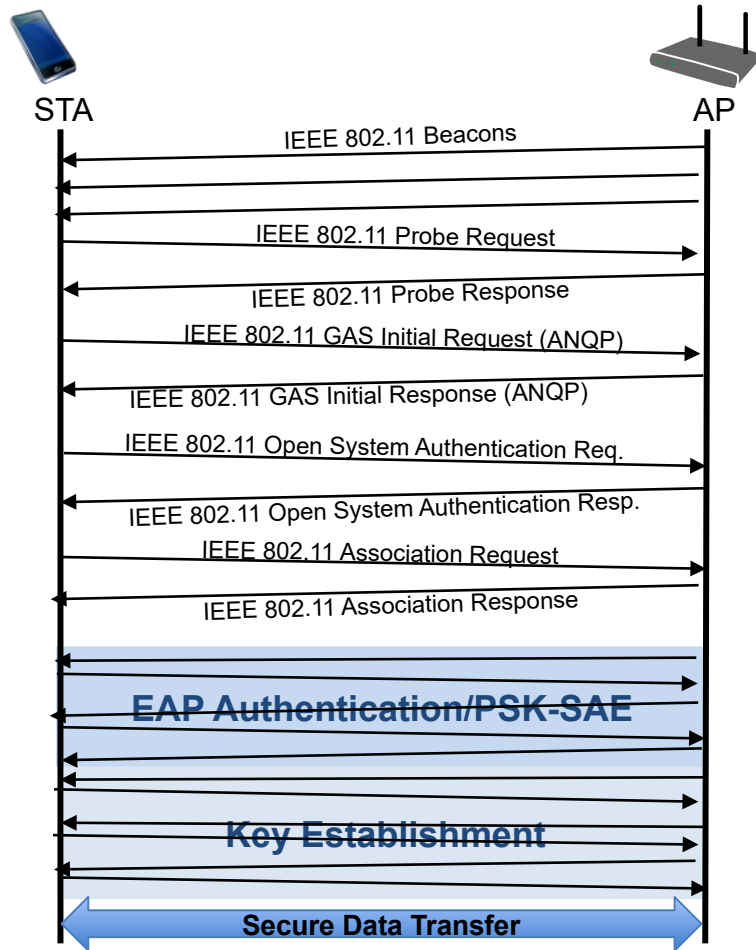 STA
AP
IEEE 802.11 Beacons
IEEE 802.11 Probe Request
IEEE 802.11 Probe Response
IEEE 802.11 GAS Initial Request (ANQP)
IEEE 802.11 GAS Initial Response (ANQP)
IEEE 802.11 Open System Authentication Req.
IEEE 802.11 Open System Authentication Resp.
IEEE 802.11 Association Request
IEEE 802.11 Association Response
EAP Authentication/PSK-SAE
Key Establishment
Secure Data Transfer